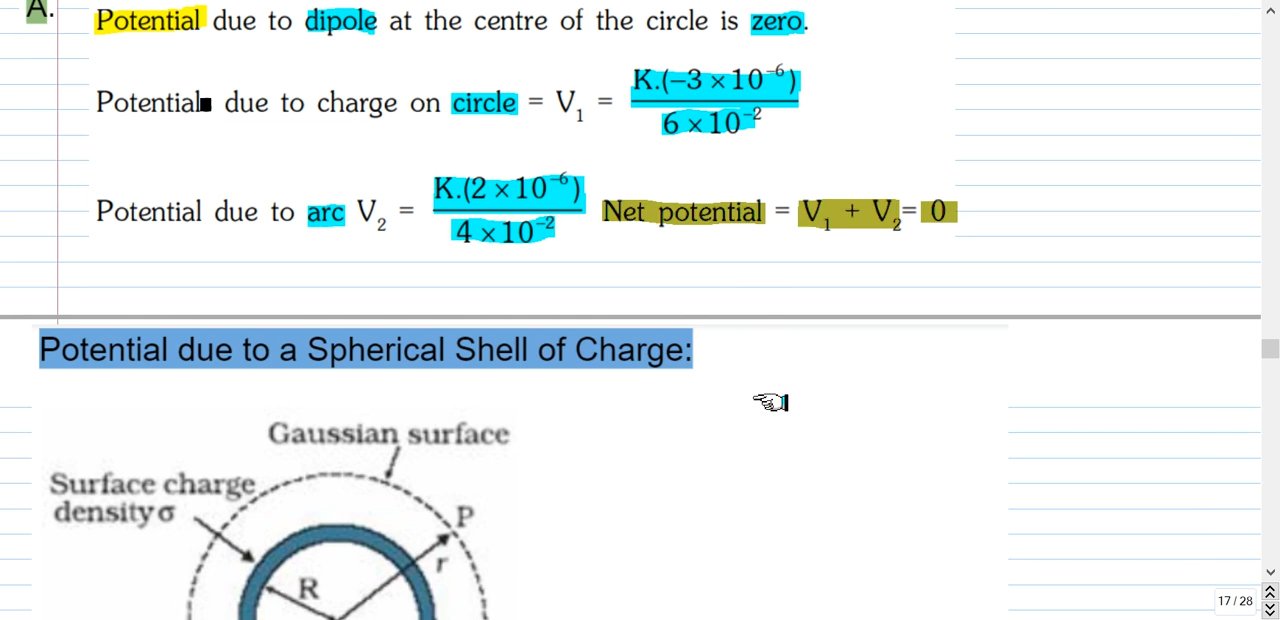 A.
Potential due to dipole at the centre of the circle is zero.
Potential due to charge on circle = V₁ = K.(−3 × 10⁻⁶) / 6 × 10⁻²
Potential due to arc V₂ = K.(2 × 10⁻⁶) / 4 × 10⁻² Net potential = V₁ + V₂ = 0
Potential due to a Spherical Shell of Charge:
Gaussian surface
Surface charge
density σ
P
r
R
17 / 28